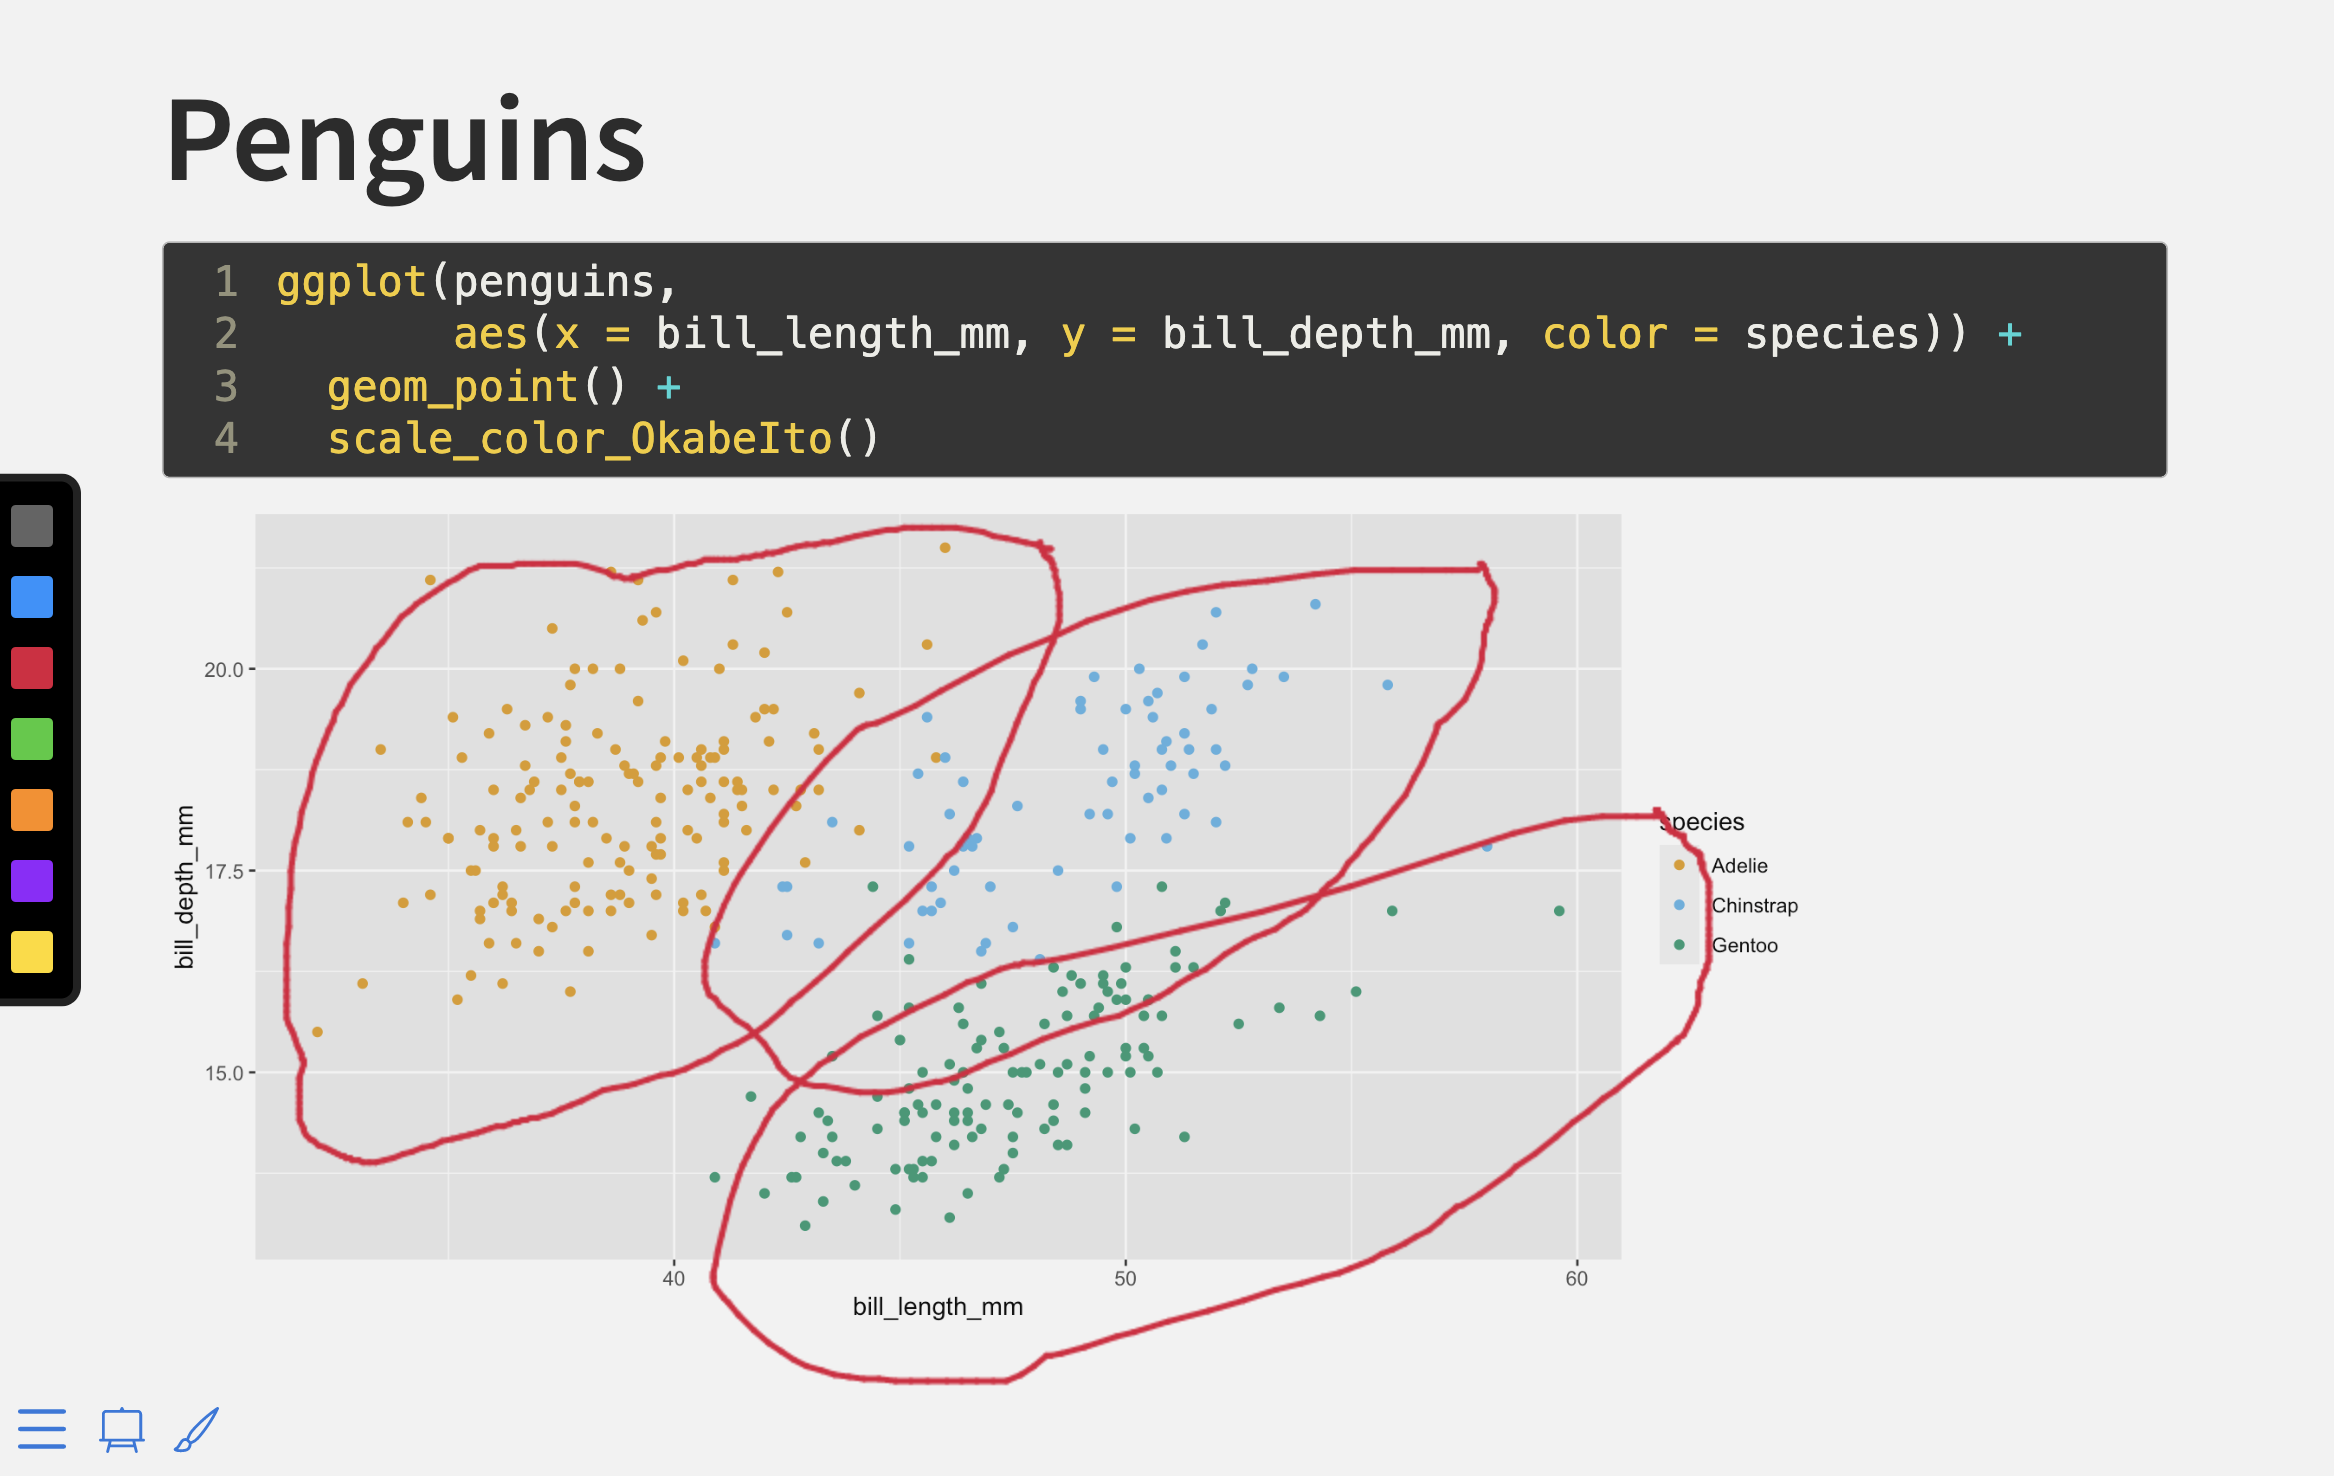 Penguins
1 ggplot(penguins,
2        aes(x = bill_length_mm, y = bill_depth_mm, color = species)) +
3   geom_point() +
4   scale_color_OkabeIto()
20.0
17.5
15.0
bill_depth_mm
40 50 60
bill_length_mm
species
Adelie
Chinstrap
Gentoo